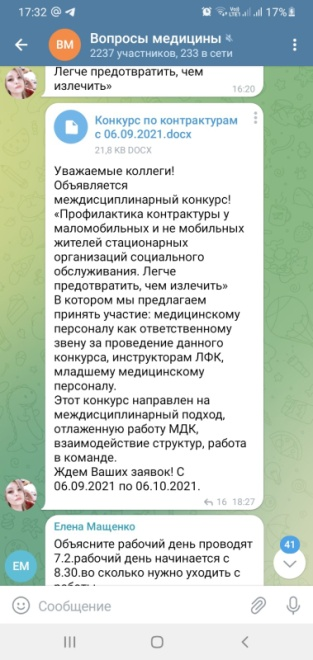 17:32
17%
ВМ
Вопросы медицины
2237 участников, 233 в сети
Легче предотвратить, чем
излечить»
16:20
Конкурс по контрактурам
с 06.09.2021.docx
21,8 KB DOCX
Уважаемые коллеги!
Объявляется
междисциплинарный конкурс!
«Профилактика контрактуры у
маломобильных и не мобильных
жителей стационарных
организаций социального
обслуживания. Легче
предотвратить, чем излечить»
В котором мы предлагаем
принять участие: медицинскому
персоналу как ответственному
звену за проведение данного
конкурса, инструкторам ЛФК,
младшему медицинскому
персоналу.
Этот конкурс направлен на
междисциплинарный подход,
отлаженную работу МДК,
взаимодействие структур, работа
в команде.
Ждем Ваших заявок! С
06.09.2021 по 06.10.2021.
16 18:27
Елена Мащенко
ЕМ
Объясните рабочий день проводят
7.2.рабочий день начинается с
8.30.во сколько нужно уходить с
41
Сообщение